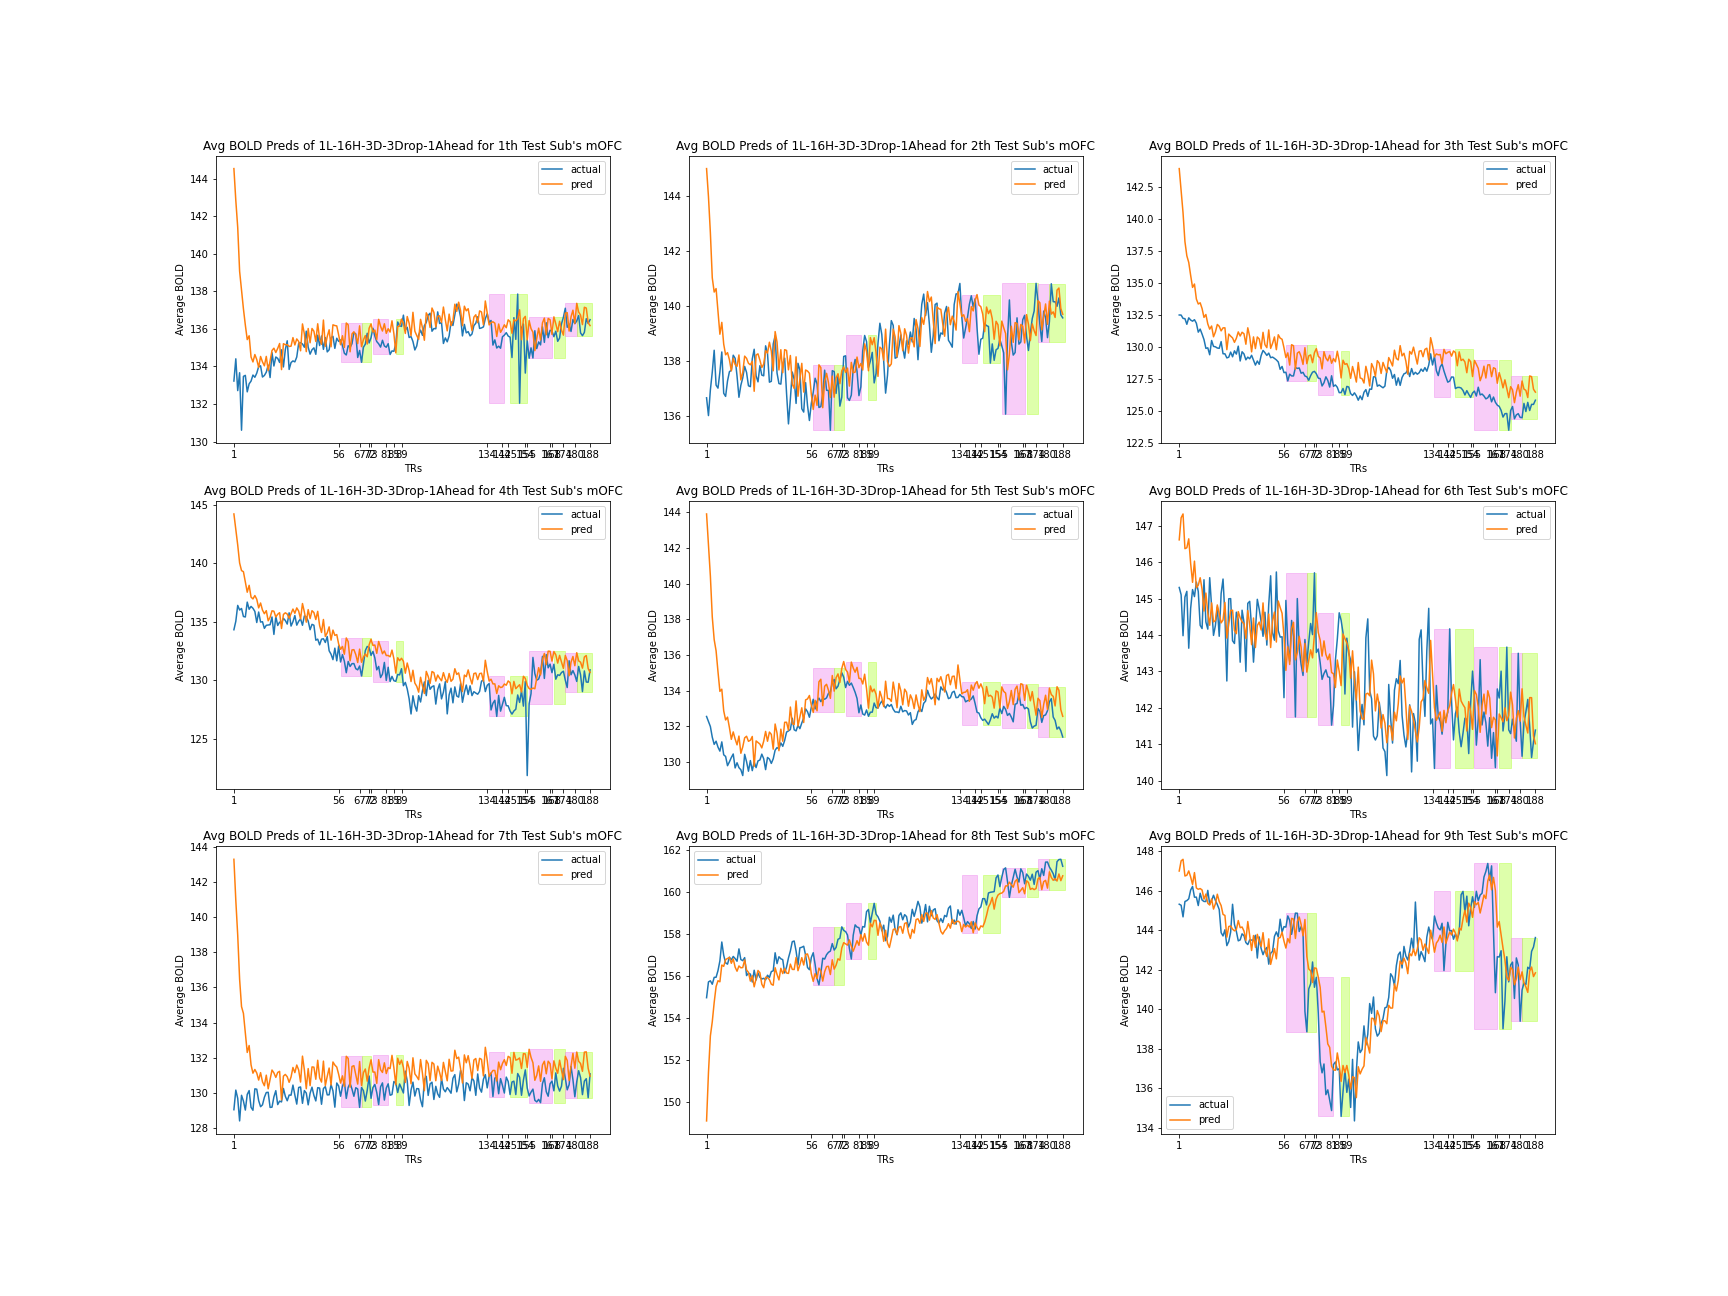 Avg BOLD Preds of 1L-16H-3D-3Drop-1Ahead for 1th Test Sub's mOFC
Avg BOLD Preds of 1L-16H-3D-3Drop-1Ahead for 2th Test Sub's mOFC
Avg BOLD Preds of 1L-16H-3D-3Drop-1Ahead for 3th Test Sub's mOFC
actual
pred
144
142
140
138
136
134
132
130
Average BOLD
1
56
89
188
TRs
actual
pred
144
142
140
138
136
Average BOLD
1
56
89
188
TRs
actual
pred
142.5
140.0
137.5
135.0
132.5
130.0
127.5
125.0
122.5
Average BOLD
1
56
89
188
TRs
Avg BOLD Preds of 1L-16H-3D-3Drop-1Ahead for 4th Test Sub's mOFC
Avg BOLD Preds of 1L-16H-3D-3Drop-1Ahead for 5th Test Sub's mOFC
Avg BOLD Preds of 1L-16H-3D-3Drop-1Ahead for 6th Test Sub's mOFC
actual
pred
145
140
135
130
125
Average BOLD
1
56
89
188
TRs
actual
pred
144
142
140
138
136
134
132
130
Average BOLD
1
56
89
188
TRs
actual
pred
147
146
145
144
143
142
141
140
Average BOLD
1
56
89
188
TRs
Avg BOLD Preds of 1L-16H-3D-3Drop-1Ahead for 7th Test Sub's mOFC
Avg BOLD Preds of 1L-16H-3D-3Drop-1Ahead for 8th Test Sub's mOFC
Avg BOLD Preds of 1L-16H-3D-3Drop-1Ahead for 9th Test Sub's mOFC
actual
pred
144
142
140
138
136
134
132
130
128
Average BOLD
1
56
89
188
TRs
actual
pred
162
160
158
156
154
152
150
Average BOLD
1
56
89
188
TRs
actual
pred
148
146
144
142
140
138
136
134
Average BOLD
1
56
89
188
TRs